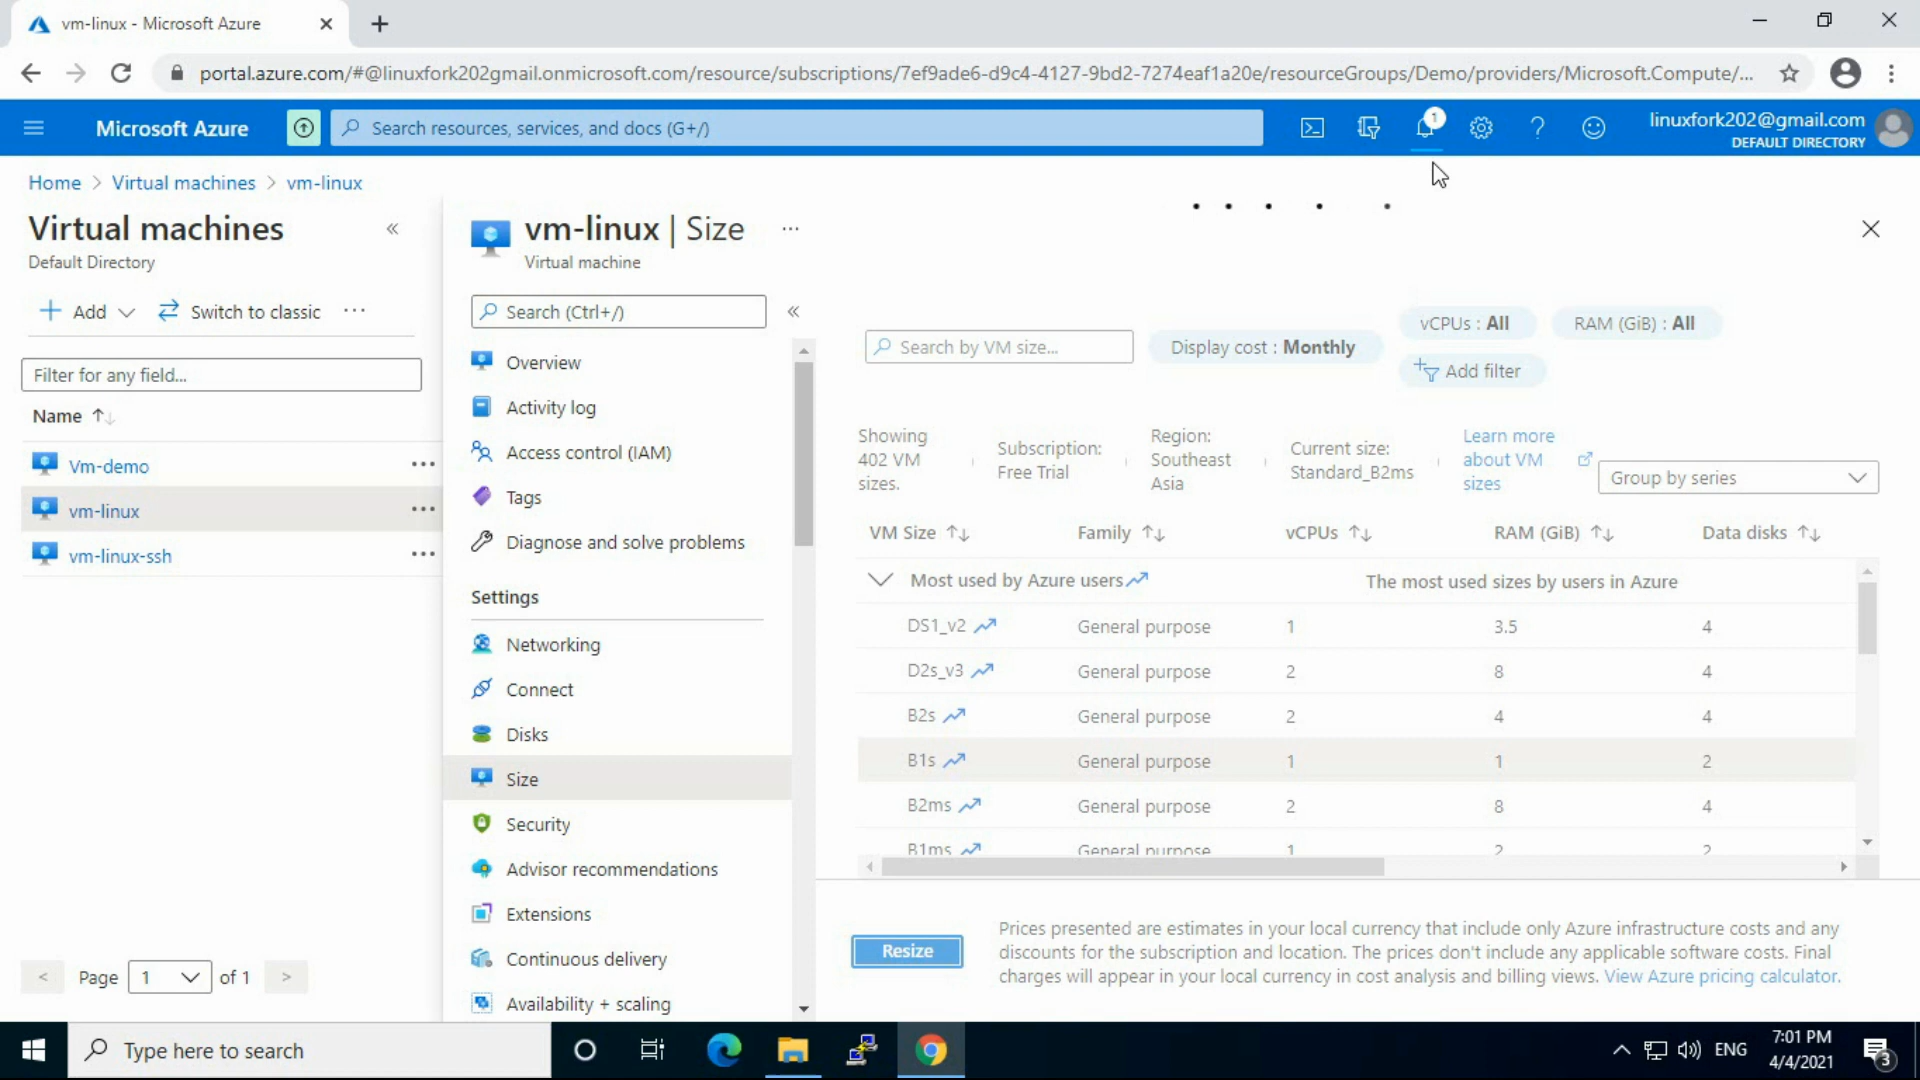 vm-linux - Microsoft Azure
portal.azure.com/#@linuxfork202gmail.onmicrosoft.com/resource/subscriptions/7ef9ade6-d9c4-4127-9bd2-7274eaf1a20e/resourceGroups/Demo/providers/Microsoft.Compute/...
Microsoft Azure
Search resources, services, and docs (G+/)
1
linuxfork202@gmail.com
DEFAULT DIRECTORY
Home > Virtual machines > vm-linux
Virtual machines
Default Directory
Add
Switch to classic
Filter for any field...
Name
Vm-demo
vm-linux
vm-linux-ssh
Page 1 of 1
vm-linux | Size
Virtual machine
Search (Ctrl+/)
Overview
Activity log
Access control (IAM)
Tags
Diagnose and solve problems
Settings
Networking
Connect
Disks
Size
Security
Advisor recommendations
Extensions
Continuous delivery
Availability + scaling
Search by VM size...
Display cost : Monthly
vCPUs : All
RAM (GiB) : All
Add filter
Showing
402 VM
sizes.
Subscription:
Free Trial
Region:
Southeast
Asia
Current size:
Standard_B2ms
Learn more
about VM
sizes
Group by series
VM Size Family vCPUs RAM (GiB) Data disks
Most used by Azure users The most used sizes by users in Azure
DS1_v2 General purpose 1 3.5 4
D2s_v3 General purpose 2 8 4
B2s General purpose 2 4 4
B1s General purpose 1 1 2
B2ms General purpose 2 8 4
B1ms General purpose 1 2 2
Resize
Prices presented are estimates in your local currency that include only Azure infrastructure costs and any
discounts for the subscription and location. The prices don't include any applicable software costs. Final
charges will appear in your local currency in cost analysis and billing views. View Azure pricing calculator.
Type here to search
ENG
7:01 PM
4/4/2021
3